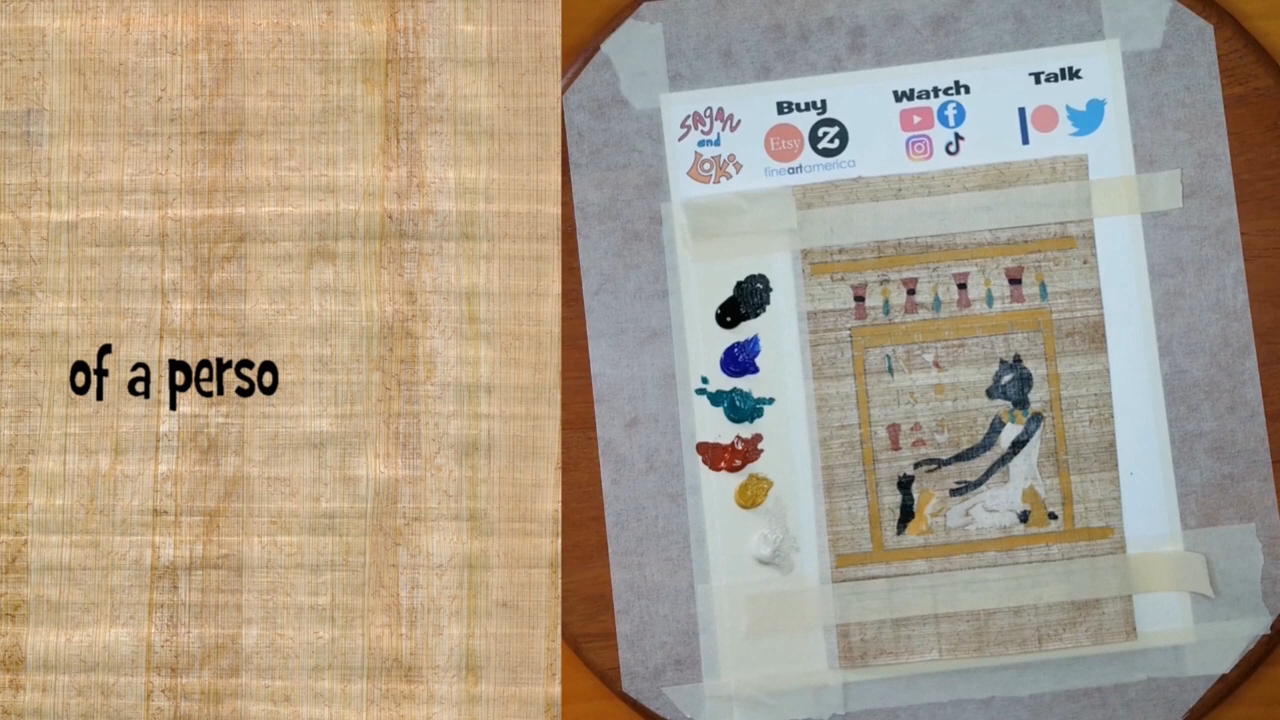 of a perso
Sagan
and
Loki
Buy
Etsy
Z
fineartamerica
Watch
Talk